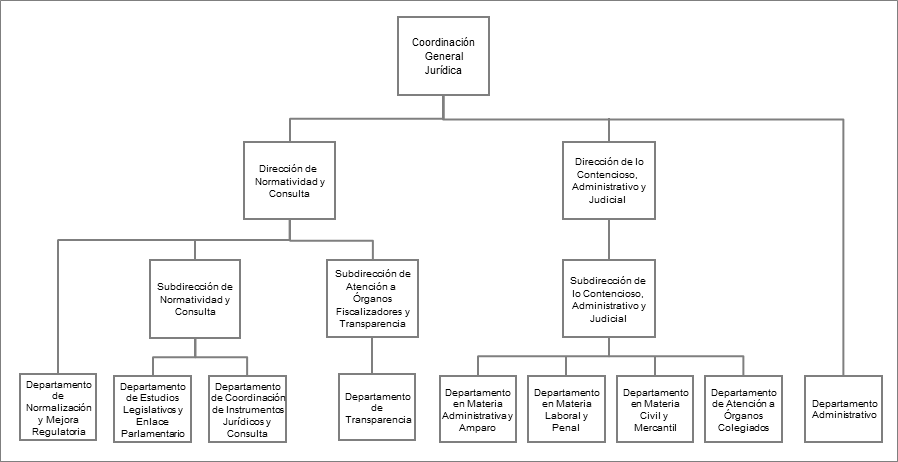 Coordinación
General
Jurídica
Dirección de
Normatividad y
Consulta
Dirección de lo
Contencioso,
Administrativo y
Judicial
Subdirección de
Normatividad y
Consulta
Subdirección de
Atención a
Órganos
Fiscalizadores y
Transparencia
Subdirección de
lo Contencioso,
Administrativo y
Judicial
Departamento
de
Normalización
y Mejora
Regulatoria
Departamento
de Estudios
Legislativos y
Enlace
Parlamentario
Departamento
de Coordinación
de Instrumentos
Jurídicos y
Consulta
Departamento
de
Transparencia
Departamento
en Materia
Administrativa y
Amparo
Departamento
en Materia
Laboral y
Penal
Departamento
en Materia
Civil y
Mercantil
Departamento
de Atención a
Órganos
Colegiados
Departamento
Administrativo